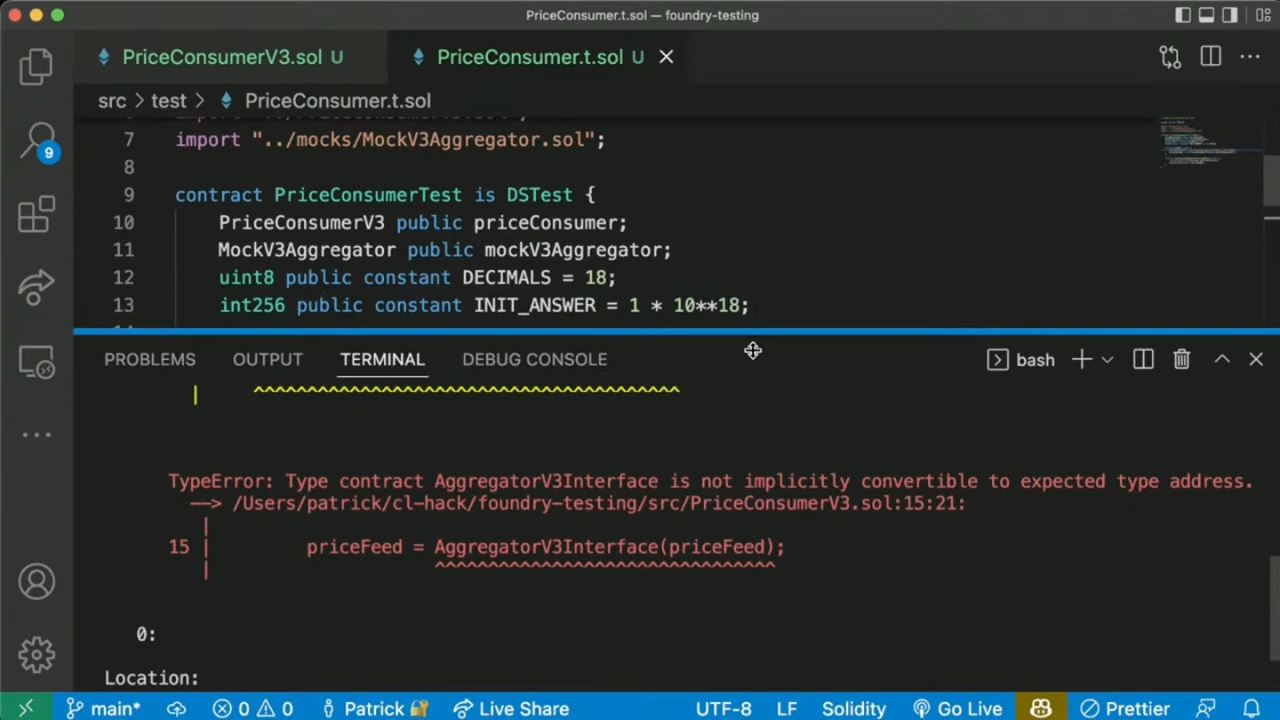 PriceConsumer.t.sol — foundry-testing
PriceConsumerV3.sol U
PriceConsumer.t.sol U
src > test > PriceConsumer.t.sol
7 import "../mocks/MockV3Aggregator.sol";
8
9 contract PriceConsumerTest is DSTest {
10 PriceConsumerV3 public priceConsumer;
11 MockV3Aggregator public mockV3Aggregator;
12 uint8 public constant DECIMALS = 18;
13 int256 public constant INIT_ANSWER = 1 * 10**18;
9
PROBLEMS OUTPUT TERMINAL DEBUG CONSOLE bash
| ^^^^^^^^^^^^^^^^^^^^^^^^^^^^^^^^^^^^^^^
TypeError: Type contract AggregatorV3Interface is not implicitly convertible to expected type address.
--> /Users/patrick/cl-hack/foundry-testing/src/PriceConsumerV3.sol:15:21:
|
15 | priceFeed = AggregatorV3Interface(priceFeed);
| ^^^^^^^^^^^^^^^^^^^^^^^^^^^^^^^^
0:
Location:
main* 0 0 Patrick Live Share UTF-8 LF Solidity Go Live Prettier